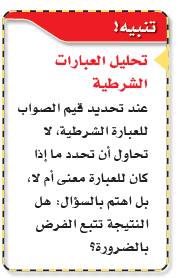 تنبيه!
تحليل العبارات
الشرطية
عند تحديد قيم الصواب
للعبارة الشرطية، لا
تحاول أن تحدد ما إذا
كان للعبارة معنى أم لا،
بل اهتم بالسؤال: هل
النتيجة تتبع الفرض
بالضرورة؟